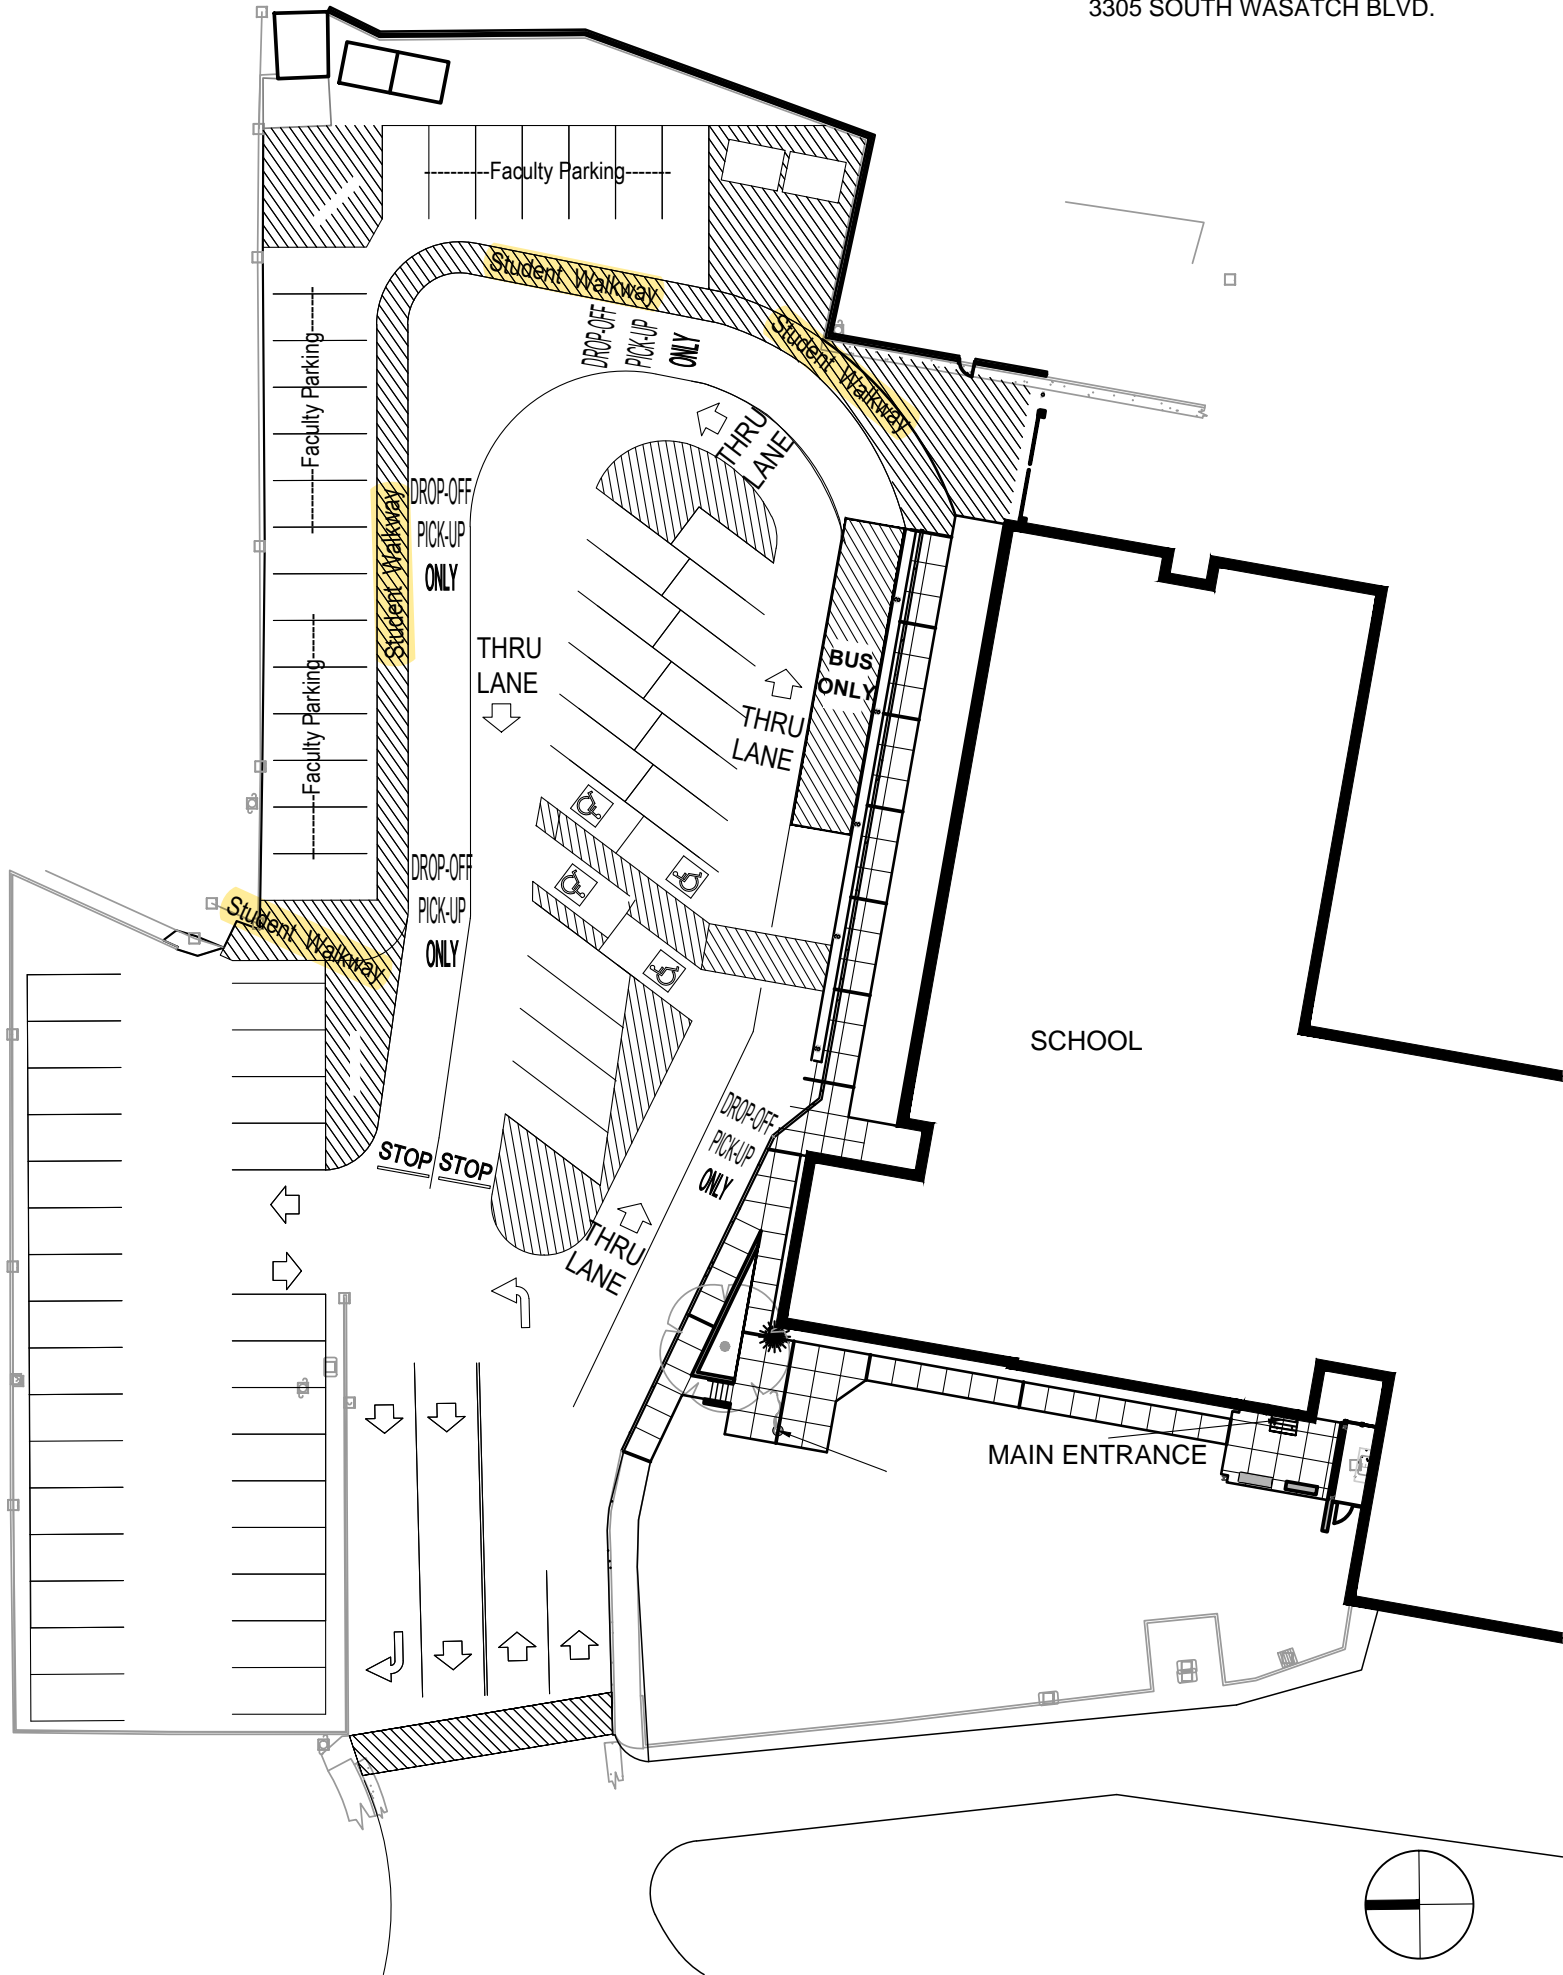 3305 SOUTH WASATCH BLVD.
----------Faculty Parking-------
Student Walkway
DROP-OFF
PICK-UP
ONLY
Student Walkway
------Faculty Parking------
THRU
LANE
Student Walkway
DROP-OFF
PICK-UP
ONLY
THRU
LANE
BUS
ONLY
------Faculty Parking------
THRU
LANE
DROP-OFF
PICK-UP
ONLY
Student Walkway
SCHOOL
DROP-OFF
PICK-UP
ONLY
STOP STOP
THRU
LANE
MAIN ENTRANCE